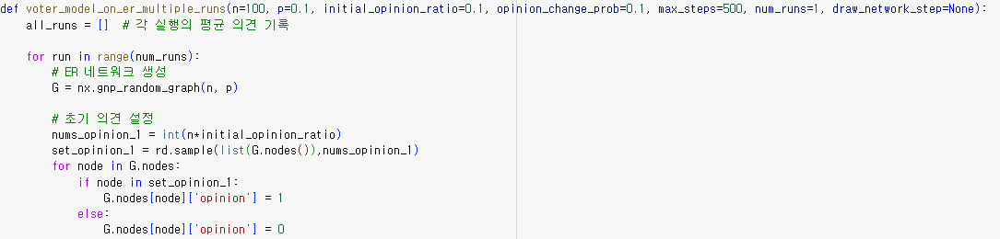 def voter_model_on_er_multiple_runs(n=100, p=0.1, initial_opinion_ratio=0.1, opinion_change_prob=0.1, max_steps=500, num_runs=1, draw_network_step=None):
    all_runs = []  # 각 실행의 평균 의견 기록

    for run in range(num_runs):
        # ER 네트워크 생성
        G = nx.gnp_random_graph(n, p)

        # 초기 의견 설정
        nums_opinion_1 = int(n*initial_opinion_ratio)
        set_opinion_1 = rd.sample(list(G.nodes()),nums_opinion_1)
        for node in G.nodes:
            if node in set_opinion_1:
                G.nodes[node]['opinion'] = 1
            else:
                G.nodes[node]['opinion'] = 0